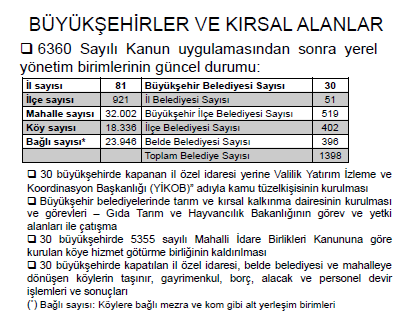 BÜYÜKŞEHİRLER VE KIRSAL ALANLAR
❑ 6360 Sayılı Kanun uygulamasından sonra yerel
yönetim birimlerinin güncel durumu:
İl sayısı 81 Büyükşehir Belediyesi Sayısı 30
İlçe sayısı 921 İl Belediyesi Sayısı 51
Mahalle sayısı 32.002 Büyükşehir İlçe Belediyesi Sayısı 519
Köy sayısı 18.336 İlçe Belediyesi Sayısı 402
Bağlı sayısı* 23.946 Belde Belediyesi Sayısı 396
Toplam Belediye Sayısı 1398
❑ 30 büyükşehirde kapanan il özel idaresi yerine Valilik Yatırım İzleme ve
Koordinasyon Başkanlığı (YİKOB)” adıyla kamu tüzelkişisinin kurulması
❑ Büyükşehir belediyelerinde tarım ve kırsal kalkınma dairesinin kurulması
ve görevleri – Gıda Tarım ve Hayvancılık Bakanlığının görev ve yetki
alanları ile çatışma
❑ 30 büyükşehirde 5355 sayılı Mahalli İdare Birlikleri Kanununa göre
kurulan köye hizmet götürme birliğinin kaldırılması
❑ 30 büyükşehirde kapatılan il özel idaresi, belde belediyesi ve mahalleye
dönüşen köylerin taşınır, gayrimenkul, borç, alacak ve personel devir
işlemleri ve sonuçları
(*) Bağlı sayısı: Köylere bağlı mezra ve kom gibi alt yerleşim birimleri